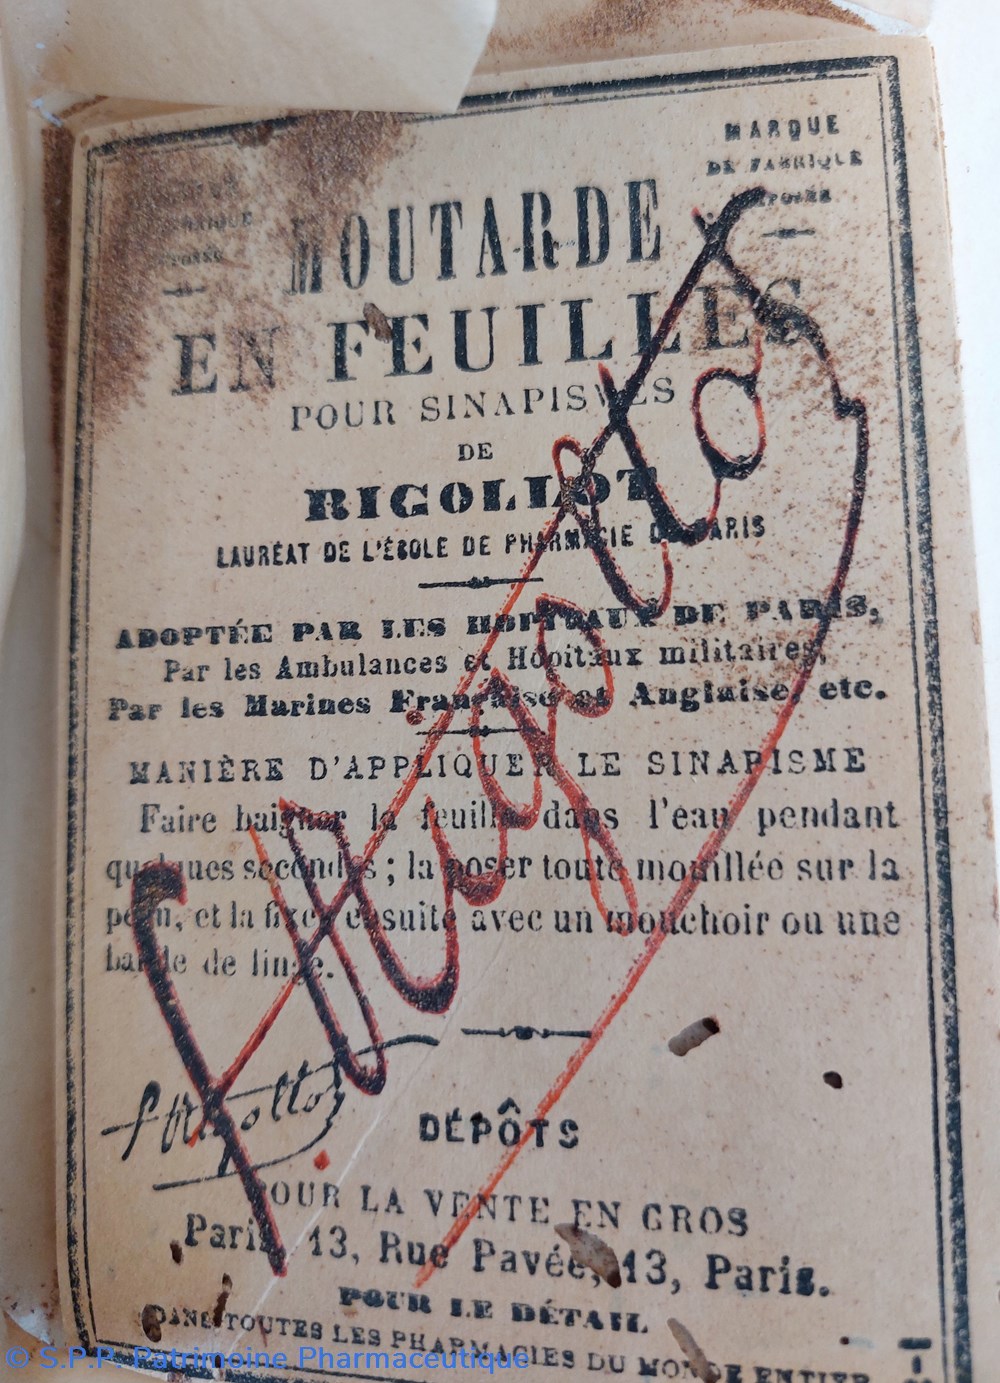 MARQUE
DE FABRIQUE
DÉPOSÉE
MOUTARDE
EN FEUILLES
POUR SINAPISMES
DE
RIGOLLOT
LAURÉAT DE L'ÉCOLE DE PHARMACIE DE PARIS
ADOPTÉE PAR LES HOPITAUX DE PARIS,
Par les Ambulances et Hôpitaux militaires,
Par les Marines Française et Anglaise, etc.
MANIÈRE D'APPLIQUER LE SINAPISME
Faire baigner la feuille dans l'eau pendant
quelques secondes ; la poser toute mouillée sur la
peau, et la fixer ensuite avec un mouchoir ou une
bande de linge.
P Rigollot
DÉPÔTS
POUR LA VENTE EN GROS
Paris, 13, Rue Pavée, 13, Paris.
POUR LE DÉTAIL
DANS TOUTES LES PHARMACIES DU MONDE ENTIER
© S.P.P. Patrimoine Pharmaceutique